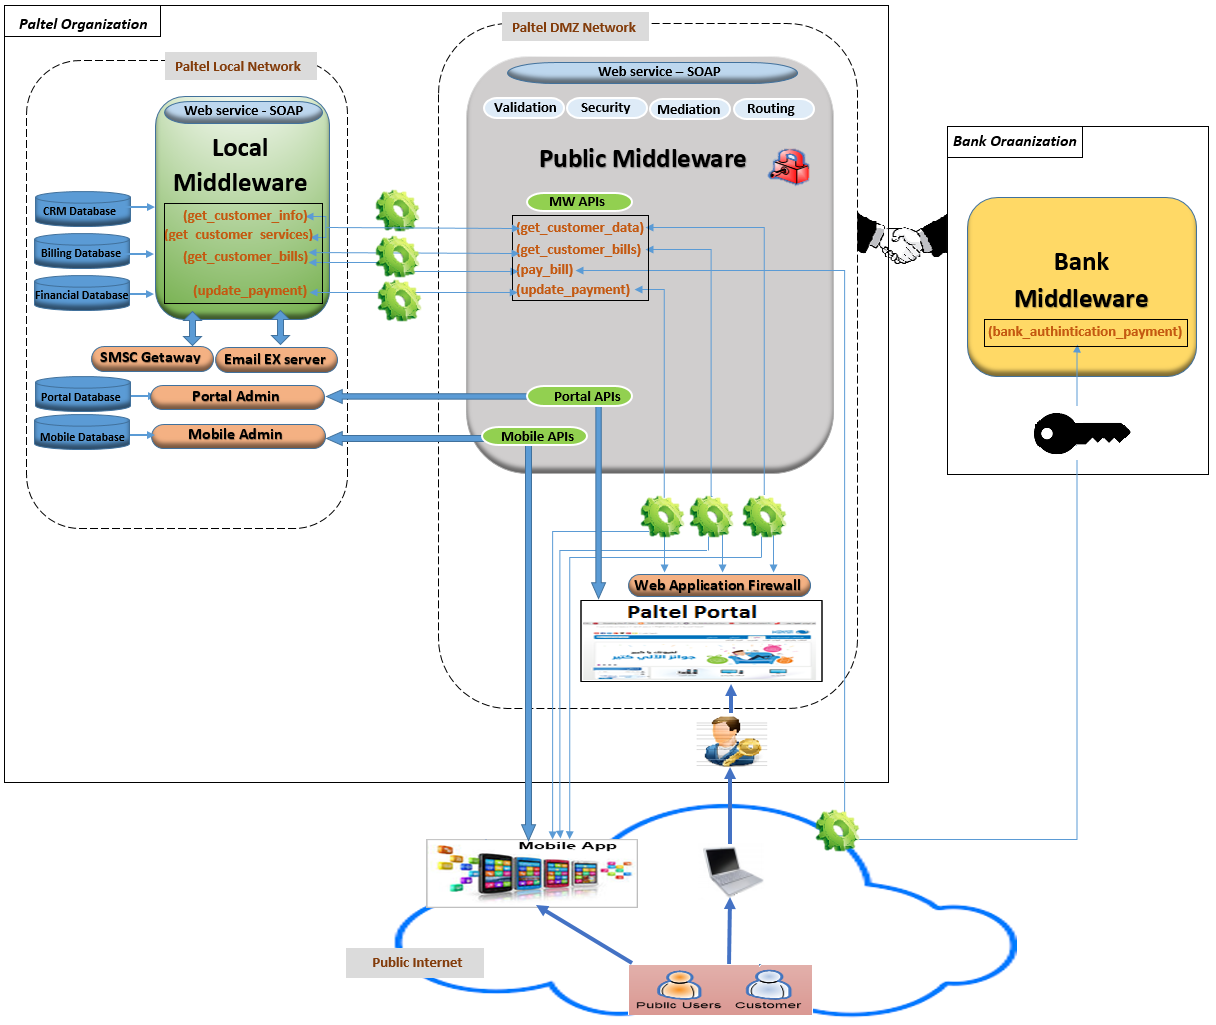 Paltel Organization
Paltel DMZ Network
Paltel Local Network
Web service – SOAP
Web service - SOAP
Validation
Security
Mediation
Routing
Local
Middleware
Public Middleware
Bank Oraanization
CRM Database
Billing Database
Financial Database
(get_customer_info)
(get_customer_services)
(get_customer_bills)
(update_payment)
MW APIs
(get_customer_data)
(get_customer_bills)
(pay_bill)
(update_payment)
Bank
Middleware
(bank_authintication_payment)
SMSC Getaway
Email EX server
Portal Database
Portal Admin
Portal APIs
Mobile Database
Mobile Admin
Mobile APIs
Web Application Firewall
Paltel Portal
Mobile App
Public Internet
Public Users
Customer